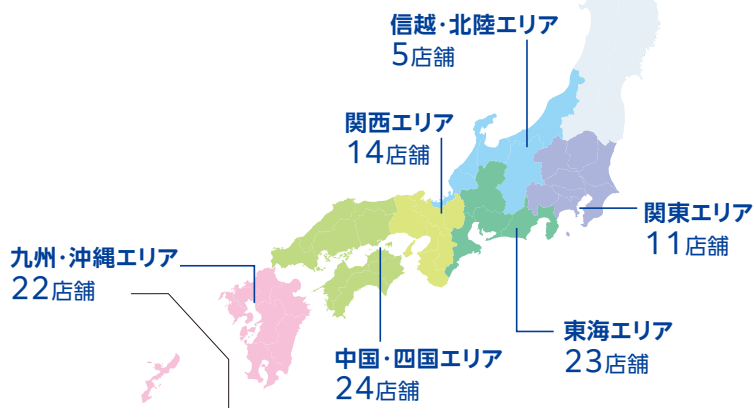 信越・北陸エリア
5店舗
関西エリア
14店舗
関東エリア
11店舗
九州・沖縄エリア
22店舗
東海エリア
23店舗
中国・四国エリア
24店舗